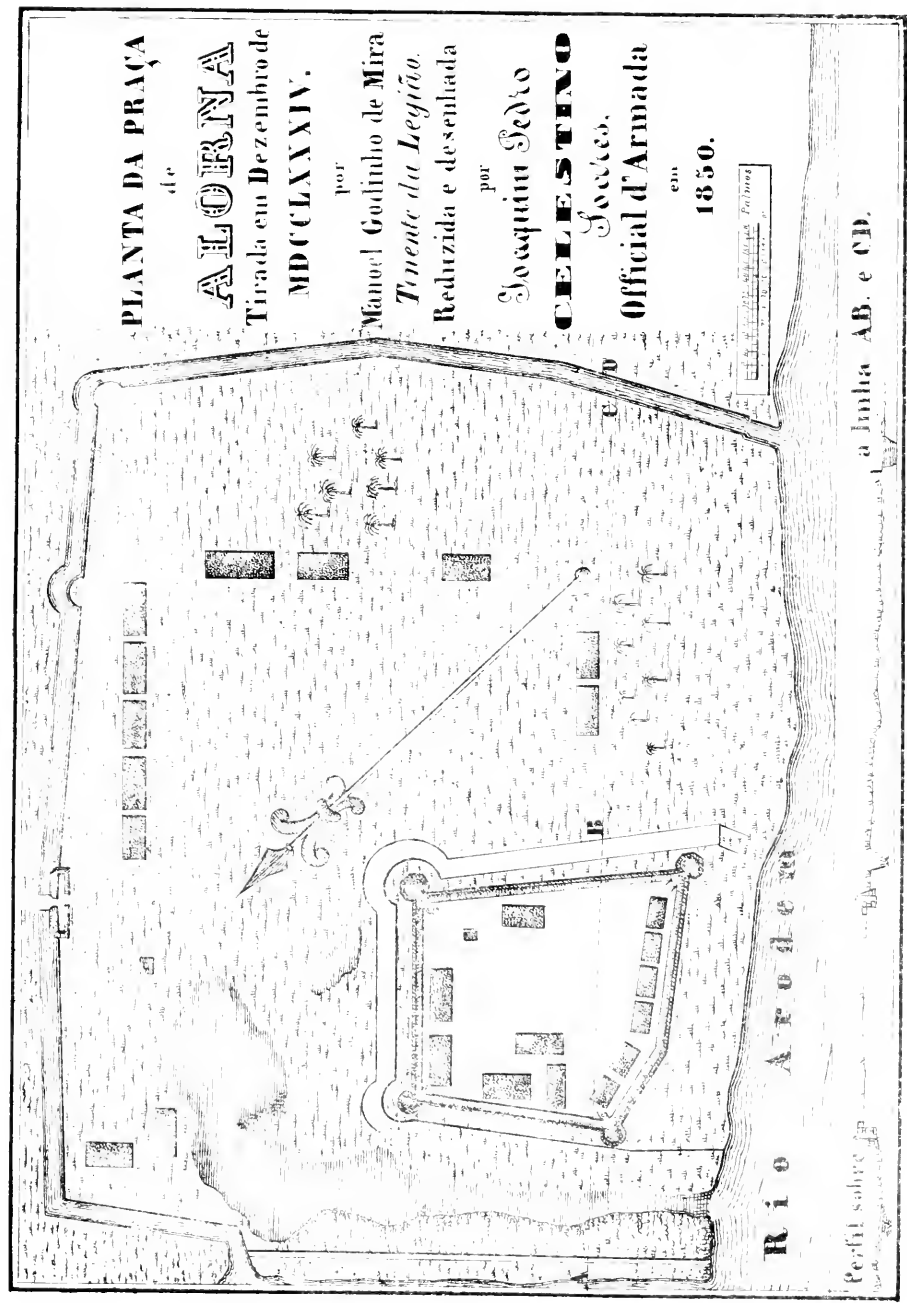 PLANTA DA PRAÇA
de
ALORNA
Tirada em Dezembro de
MDCCLXXXIV.
por
Manoel Godinho de Mira
Tenente da Legião.
Reduzida e desenhada
por
Joaquim Pedro
CELESTINO
Soares.
Official d'Armada
em
1850.
Palmos
C D
B
A
Rio Arodem
Perfil sobre a linha AB. e CD.